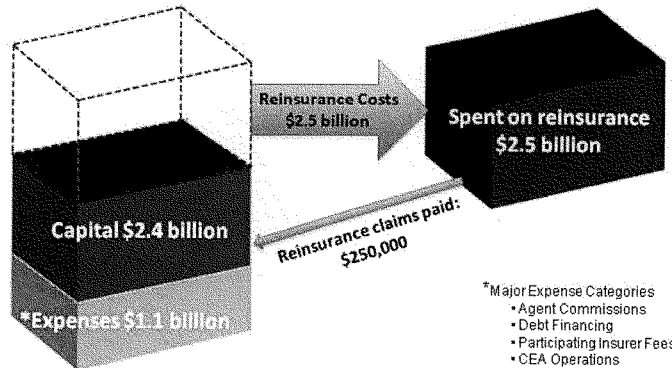 Reinsurance Costs
$2.5 billion
Spent on reinsurance
$2.5 billion
Capital $2.4 billion
Reinsurance claims paid:
$250,000
*Expenses $1.1 billion
*Major Expense Categories
• Agent Commissions
• Debt Financing
• Participating Insurer Fees
• CEA Operations